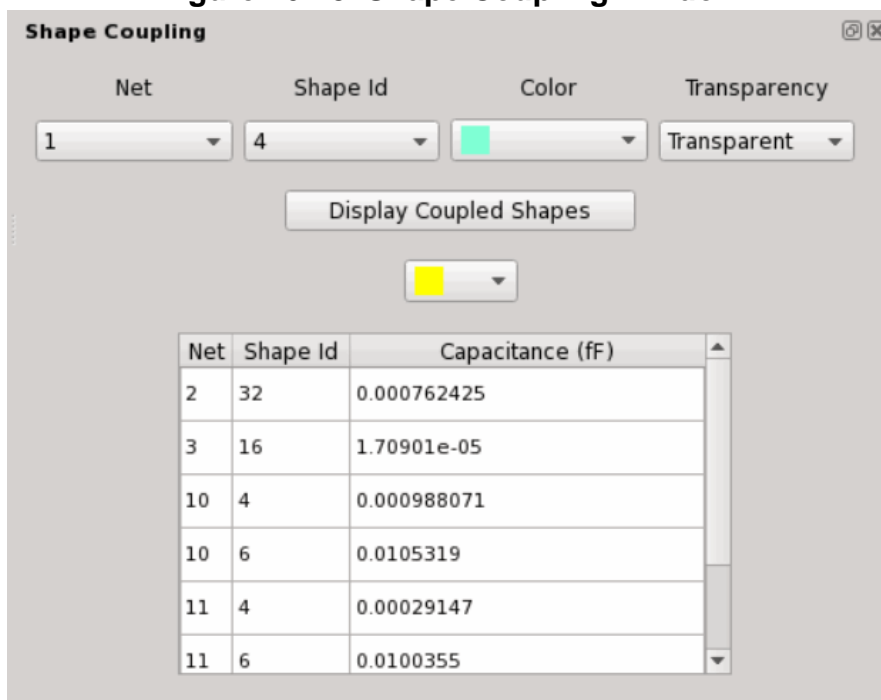 Shape Coupling
Net Shape Id Color Transparency
1 4 Transparent
Display Coupled Shapes
Net Shape Id Capacitance (fF)
2 32 0.000762425
3 16 1.70901e-05
10 4 0.000988071
10 6 0.0105319
11 4 0.00029147
11 6 0.0100355